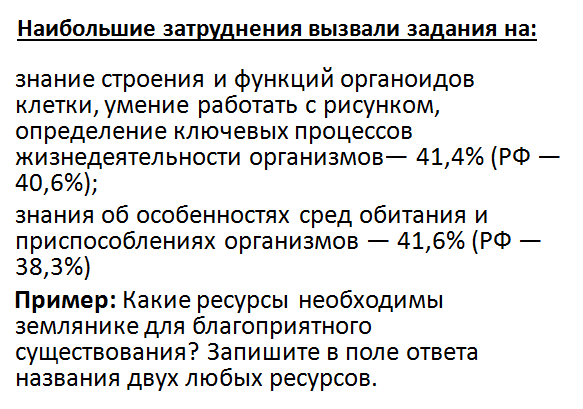 Наибольшие затруднения вызвали задания на:
знание строения и функций органоидов
клетки, умение работать с рисунком,
определение ключевых процессов
жизнедеятельности организмов— 41,4% (РФ —
40,6%);
знания об особенностях сред обитания и
приспособлениях организмов — 41,6% (РФ —
38,3%)
Пример: Какие ресурсы необходимы
землянике для благоприятного
существования? Запишите в поле ответа
названия двух любых ресурсов.